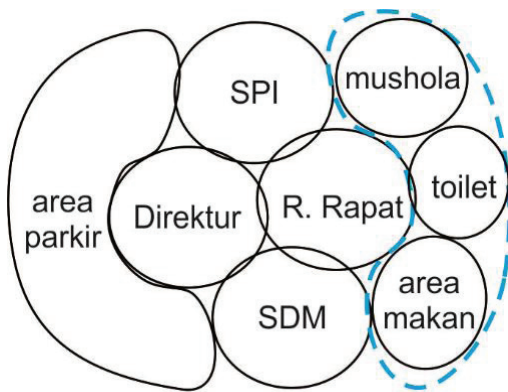 SPI
mushola
area
parkir
Direktur
R. Rapat
toilet
SDM
area
makan